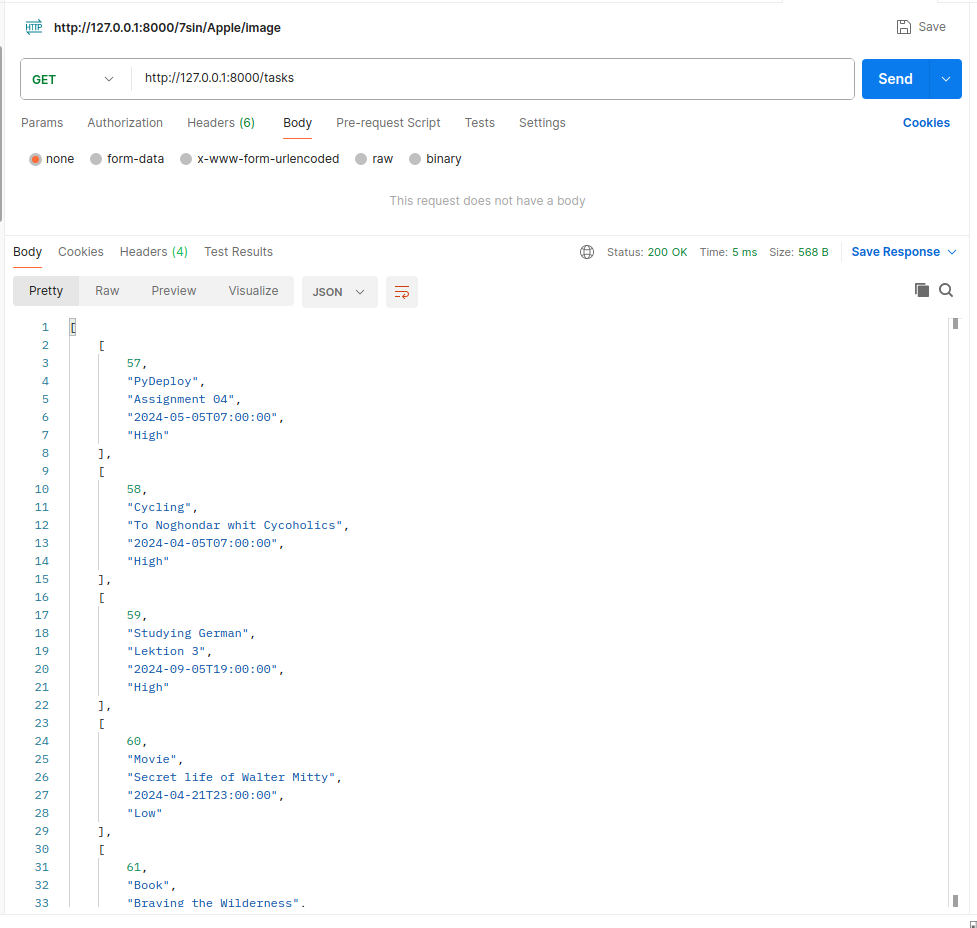 HTTP http://127.0.0.1:8000/7sin/Apple/image Save
GET http://127.0.0.1:8000/tasks Send
Params Authorization Headers (6) Body Pre-request Script Tests Settings Cookies
none form-data x-www-form-urlencoded raw binary
This request does not have a body
Body Cookies Headers (4) Test Results Status: 200 OK Time: 5 ms Size: 568 B Save Response
Pretty Raw Preview Visualize JSON
1 [
2 [
3 57,
4 "PyDeploy",
5 "Assignment 04",
6 "2024-05-05T07:00:00",
7 "High"
8 ],
9 [
10 58,
11 "Cycling",
12 "To Noghondar whit Cycoholics",
13 "2024-04-05T07:00:00",
14 "High"
15 ],
16 [
17 59,
18 "Studying German",
19 "Lektion 3",
20 "2024-09-05T19:00:00",
21 "High"
22 ],
23 [
24 60,
25 "Movie",
26 "Secret life of Walter Mitty",
27 "2024-04-21T23:00:00",
28 "Low"
29 ],
30 [
31 61,
32 "Book",
33 "Braving the Wilderness",